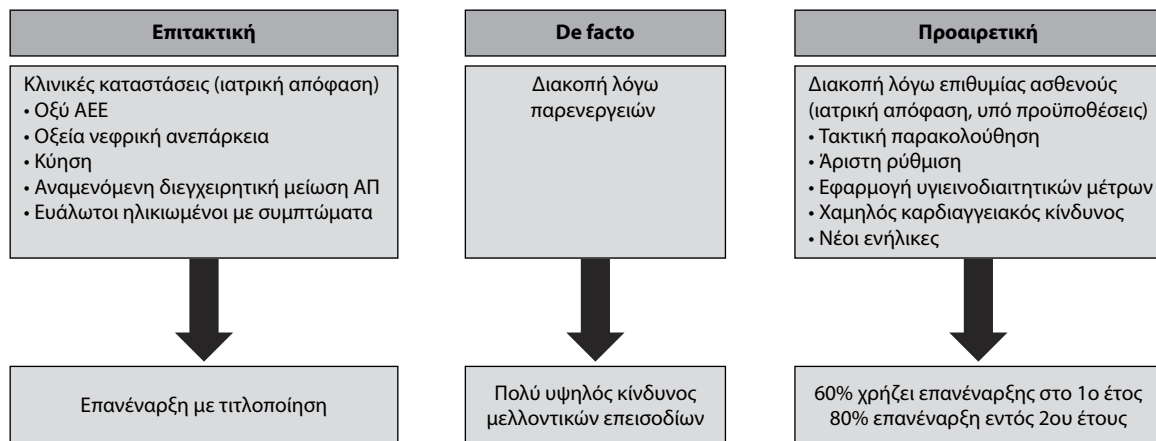 Επιτακτική
Κλινικές καταστάσεις (ιατρική απόφαση)
• Οξύ ΑΕΕ
• Οξεία νεφρική ανεπάρκεια
• Κύηση
• Αναμενόμενη διεγχειρητική μείωση ΑΠ
• Ευάλωτοι ηλικιωμένοι με συμπτώματα
Επανέναρξη με τιτλοποίηση
De facto
Διακοπή λόγω
παρενεργειών
Πολύ υψηλός κίνδυνος
μελλοντικών επεισοδίων
Προαιρετική
Διακοπή λόγω επιθυμίας ασθενούς
(ιατρική απόφαση, υπό προϋποθέσεις)
• Τακτική παρακολούθηση
• Άριστη ρύθμιση
• Εφαρμογή υγιεινοδιαιτητικών μέτρων
• Χαμηλός καρδιαγγειακός κίνδυνος
• Νέοι ενήλικες
60% χρήζει επανέναρξης στο 1ο έτος
80% επανέναρξη εντός 2ου έτους